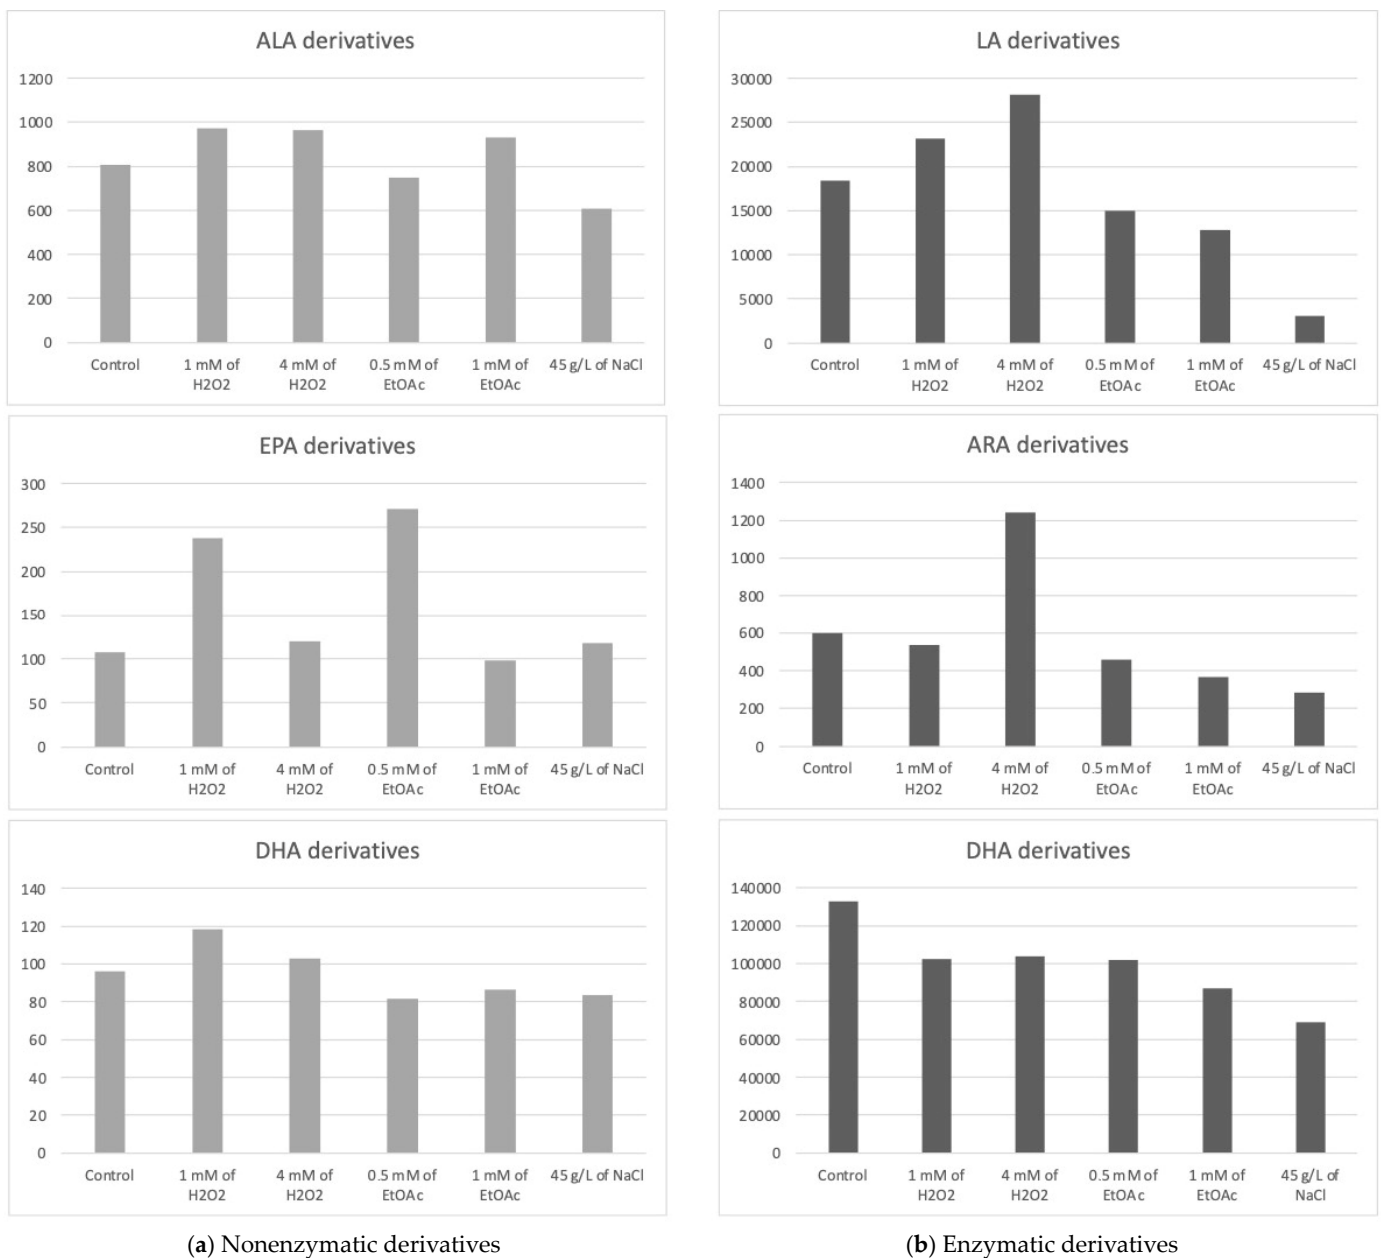 ALA derivatives
1200
1000
800
600
400
200
0
Control 1 mM of 4 mM of 0.5 mM of 1 mM of 45 g/L of NaCl
H2O2 H2O2 EtOAc EtOAc
LA derivatives
30000
25000
20000
15000
10000
5000
0
Control 1 mM of 4 mM of 0.5 mM of 1 mM of 45 g/L of NaCl
H2O2 H2O2 EtOAc EtOAc
EPA derivatives
300
250
200
150
100
50
0
Control 1 mM of 4 mM of 0.5 mM of 1 mM of 45 g/L of NaCl
H2O2 H2O2 EtOAc EtOAc
ARA derivatives
1400
1200
1000
800
600
400
200
0
Control 1 mM of 4 mM of 0.5 mM of 1 mM of 45 g/L of NaCl
H2O2 H2O2 EtOAc EtOAc
DHA derivatives
140
120
100
80
60
40
20
0
Control 1 mM of 4 mM of 0.5 mM of 1 mM of 45 g/L of NaCl
H2O2 H2O2 EtOAc EtOAc
DHA derivatives
140000
120000
100000
80000
60000
40000
20000
0
Control 1 mM of 4 mM of 0.5 mM of 1 mM of 45 g/L of
H2O2 H2O2 EtOAc EtOAc NaCl
(a) Nonenzymatic derivatives
(b) Enzymatic derivatives